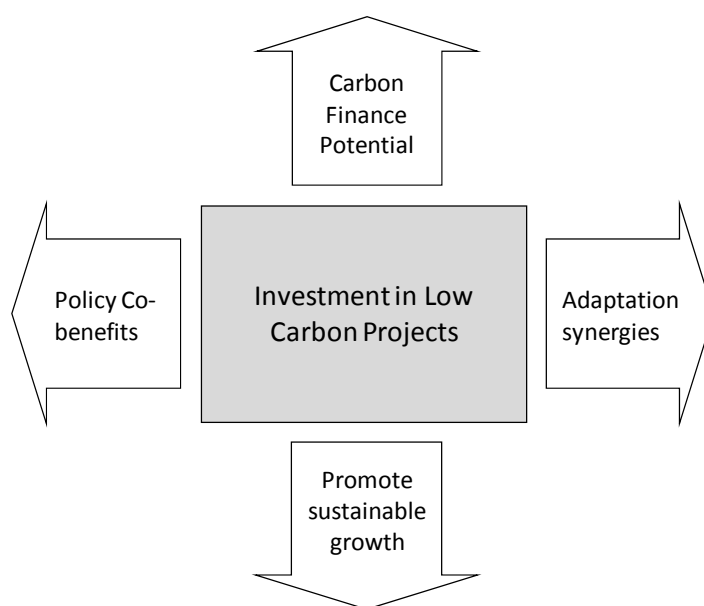 Carbon
Finance
Potential
Policy Co-
benefits
Investment in Low
Carbon Projects
Adaptation
synergies
Promote
sustainable
growth